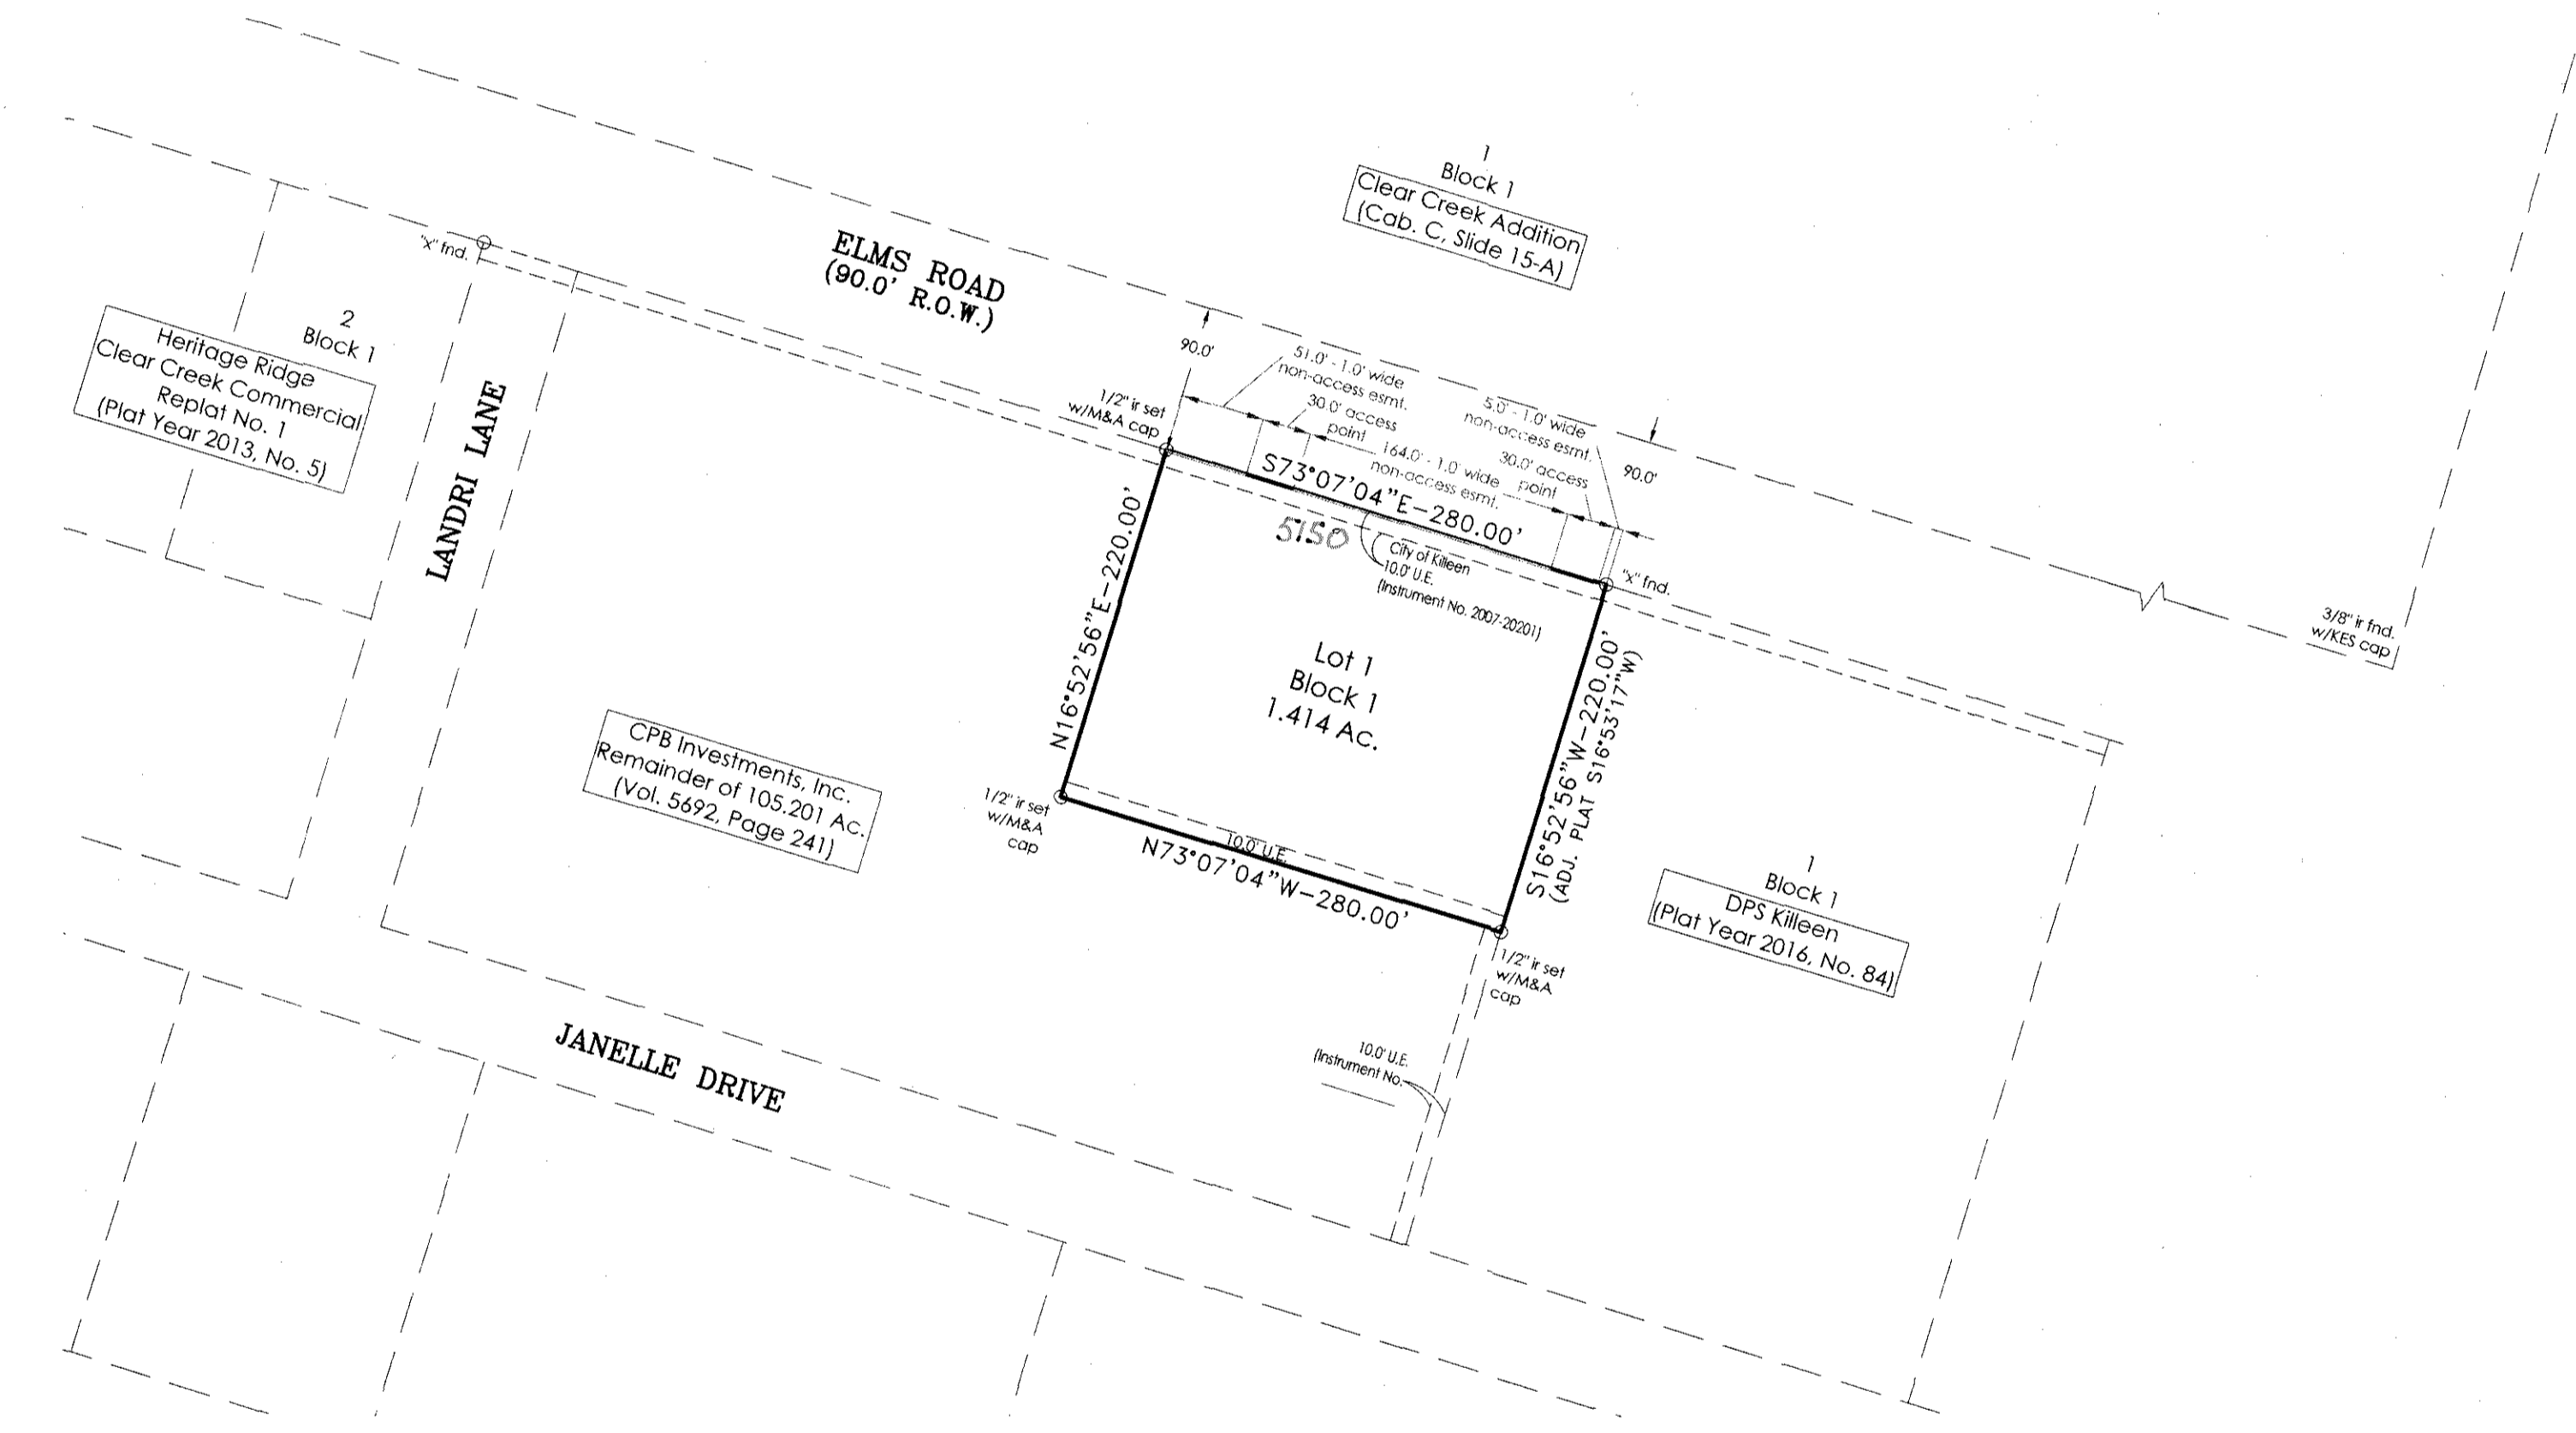 1
Block 1
Clear Creek Addition
(Cab. C, Slide 15-A)
ELMS ROAD
(90.0' R.O.W.)
"x" fnd.
2
Block 1
Heritage Ridge
Clear Creek Commercial
Replat No. 1
(Plat Year 2013, No. 5)
LANDRI LANE
90.0'
51.0' - 1.0' wide
non-access esmt.
30.0' access
point
5.0' - 1.0' wide
non-access esmt.
30.0' access
point
164.0' - 1.0' wide
non-access esmt.
90.0'
1/2" ir set
w/M&A cap
S73°07'04"E-280.00'
5150
City of Killeen
10.0' U.E.
(Instrument No. 2007-20201)
"x" fnd.
3/8" ir fnd.
w/KES cap
N16°52'56"E-220.00'
Lot 1
Block 1
1.414 Ac.
S16°52'56"W-220.00'
(ADJ. PLAT S16°53'17"W)
CPB Investments, Inc.
Remainder of 105.201 Ac.
(Vol. 5692, Page 241)
1/2" ir set
w/M&A
cap
10.0' U.E.
N73°07'04"W-280.00'
1/2" ir set
w/M&A
cap
1
Block 1
DPS Killeen
(Plat Year 2016, No. 84)
10.0' U.E.
(Instrument No.
JANELLE DRIVE